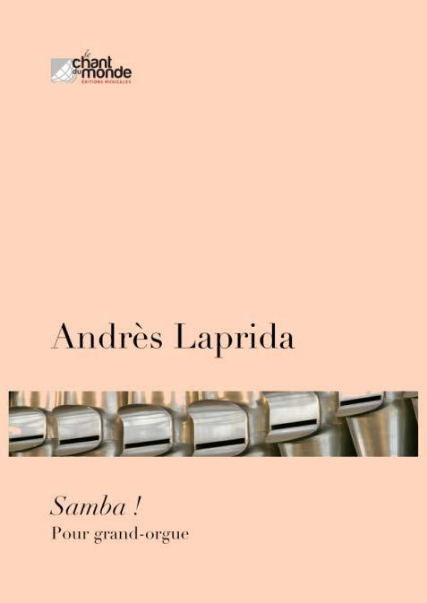 le
chant
du monde
EDITIONS MUSICALES
Andrès Laprida
Samba !
Pour grand-orgue